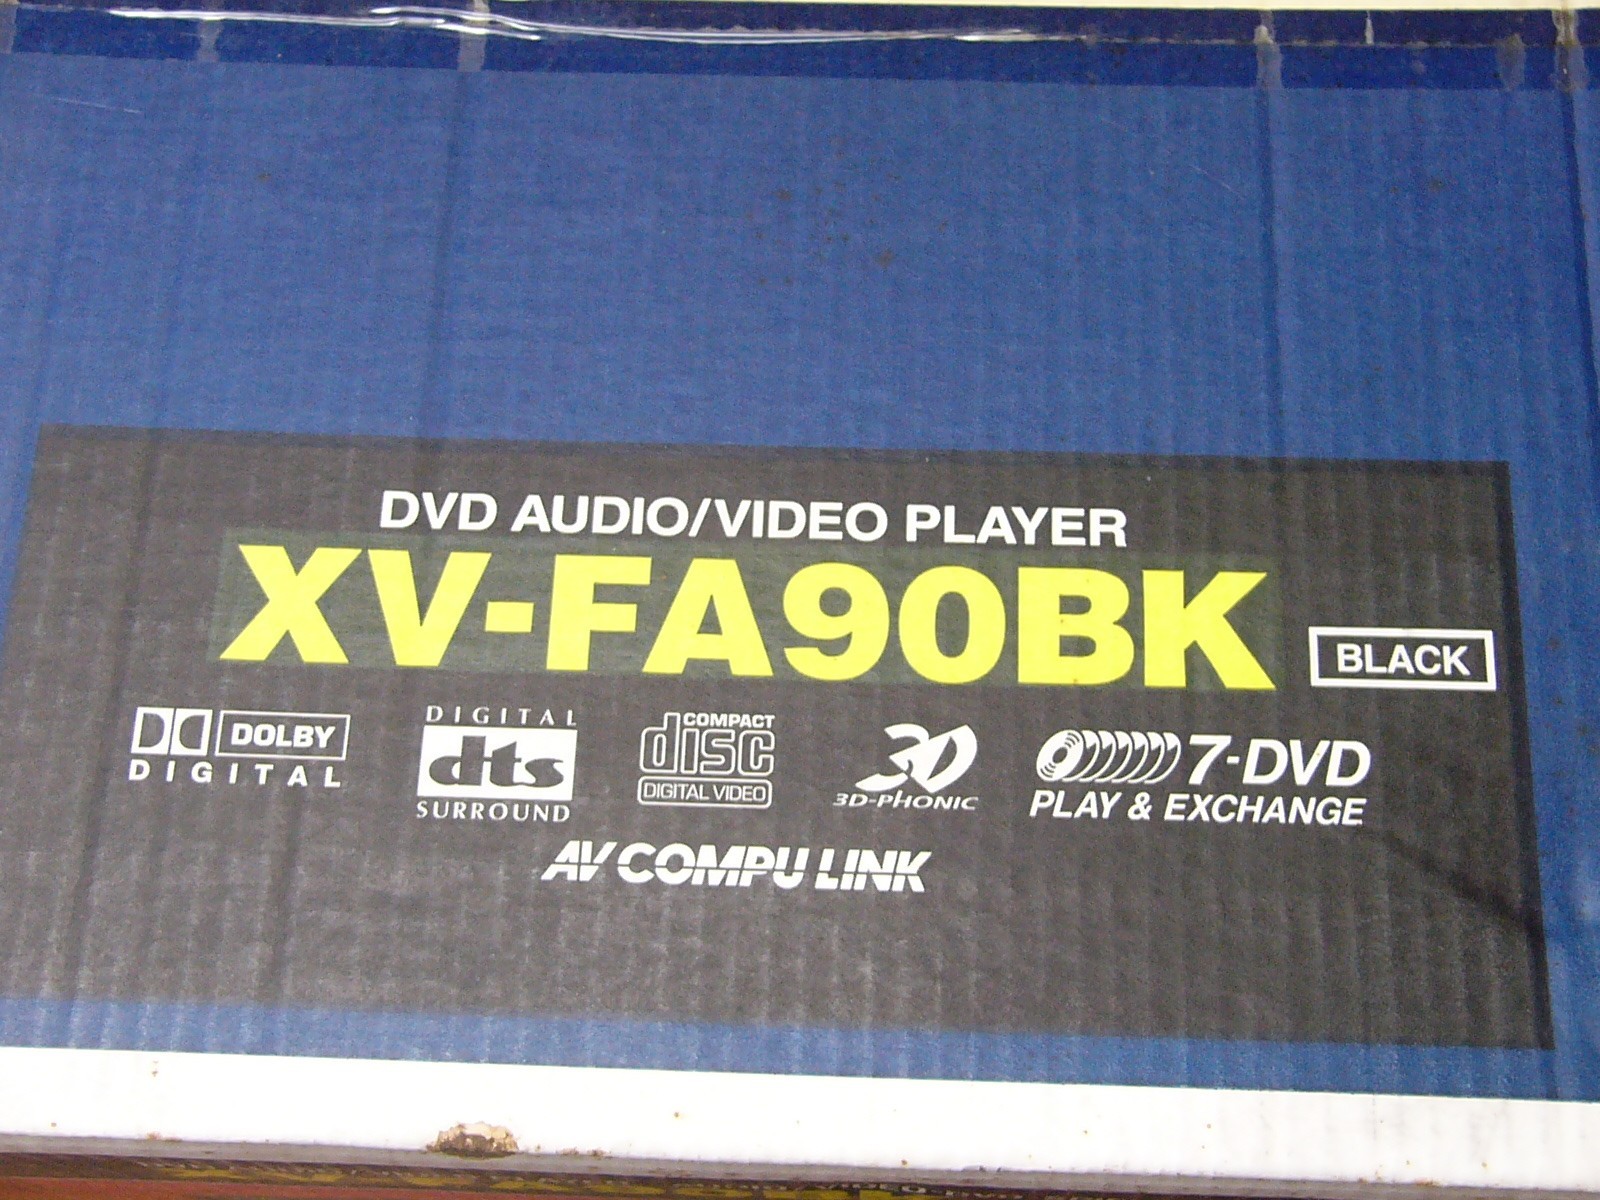 DVD AUDIO/VIDEO PLAYER
XV-FA90BK
BLACK
DOLBY
DIGITAL
DIGITAL
dts
SURROUND
COMPACT
disc
DIGITAL VIDEO
3D
3D-PHONIC
7-DVD
PLAY & EXCHANGE
AV COMPU LINK